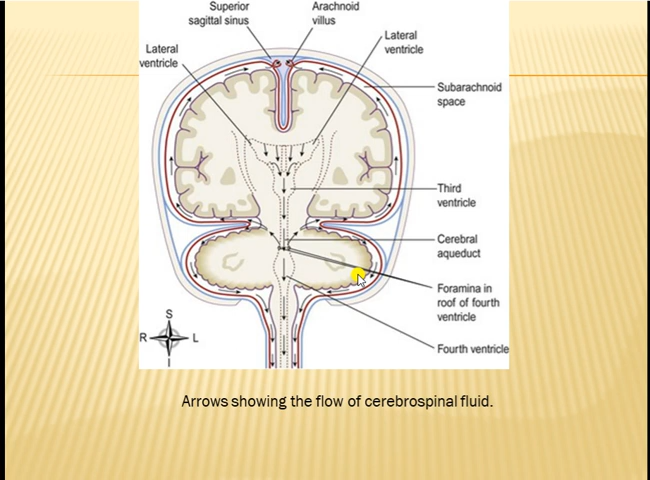 Superior
sagittal sinus
Arachnoid
villus
Lateral
ventricle
Lateral
ventricle
Subarachnoid
space
Third
ventricle
Cerebral
aqueduct
Foramina in
roof of fourth
ventricle
Fourth ventricle
S
R
L
I
Arrows showing the flow of cerebrospinal fluid.